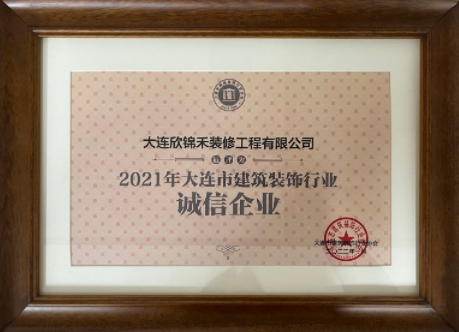 大连欣锦禾装修工程有限公司
被评为
2021年大连市建筑装饰行业
诚信企业